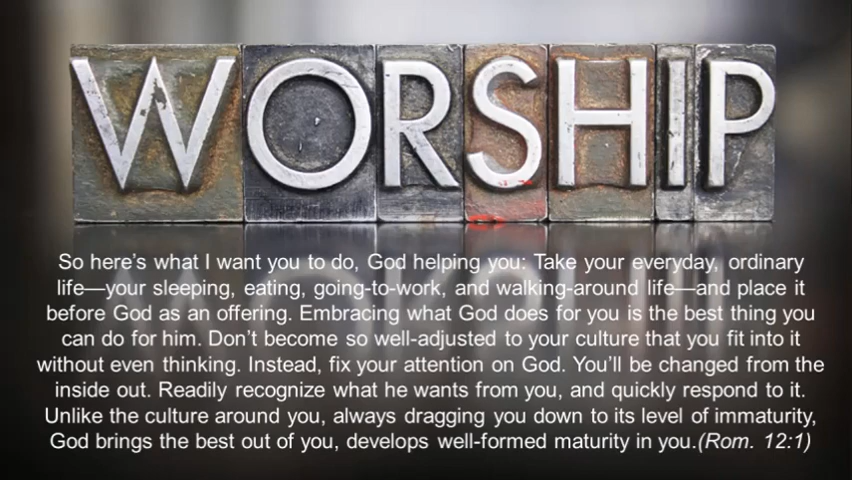 WORSHIP
So here’s what I want you to do, God helping you: Take your everyday, ordinary
life—your sleeping, eating, going-to-work, and walking-around life—and place it
before God as an offering. Embracing what God does for you is the best thing you
can do for him. Don’t become so well-adjusted to your culture that you fit into it
without even thinking. Instead, fix your attention on God. You’ll be changed from the
inside out. Readily recognize what he wants from you, and quickly respond to it.
Unlike the culture around you, always dragging you down to its level of immaturity,
God brings the best out of you, develops well-formed maturity in you.(Rom. 12:1)